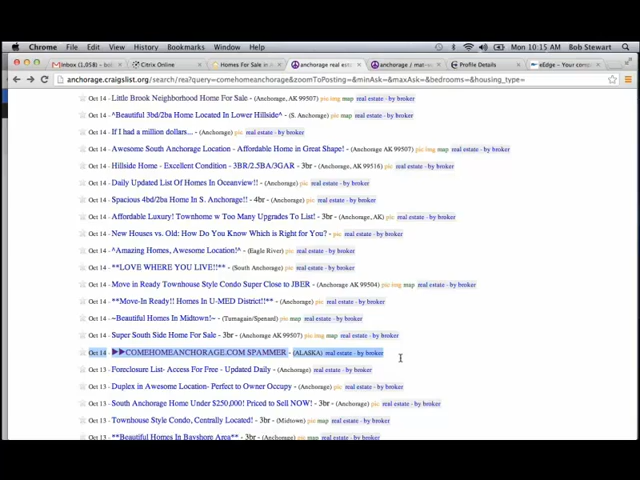 Chrome File Edit View History Bookmarks Window Help Mon 10:15 AM Bob Stewart
Inbox (1,058) - bob Citrix Online Homes For Sale in A anchorage real esta anchorage / mat- Profile Details eEdge - Your comp
anchorage.craigslist.org/search/rea?query=comehomeanchorage&zoomToPosting=&minAsk=&maxAsk=&bedrooms=&housing_type=
Oct 14 - Little Brook Neighborhood Home For Sale - (Anchorage, AK 99507) pic img map real estate - by broker
Oct 14 - ^Beautiful 3bd/2ba Home Located In Lower Hillside^ - (S. Anchorage) pic map real estate - by broker
Oct 14 - If I had a million dollars... - (Anchorage) pic real estate - by broker
Oct 14 - Awesome South Anchorage Location - Affordable Home in Great Shape! - (Anchorage AK 99507) pic img map real estate - by broker
Oct 14 - Hillside Home - Excellent Condition - 3BR/2.5BA/3GAR - 3br - (Anchorage, AK, 99516) pic map real estate - by broker
Oct 14 - Daily Updated List Of Homes In Oceanview!! - (Anchorage) pic real estate - by broker
Oct 14 - Spacious 4bd/2ba Home In S. Anchorage!! - 4br - (Anchorage) pic real estate - by broker
Oct 14 - Affordable Luxury! Townhome w Too Many Upgrades To List! - 3br - (Anchorage, AK) pic map real estate - by broker
Oct 14 - New Houses vs. Old: How Do You Know Which is Right for You? - pic real estate - by broker
Oct 14 - ^Amazing Homes, Awesome Location!^ - (Eagle River) pic real estate - by broker
Oct 14 - **LOVE WHERE YOU LIVE!!** - (South Anchorage) pic real estate - by broker
Oct 14 - Move in Ready Townhouse Style Condo Super Close to JBER - (Anchorage, AK 99504) pic img map real estate - by broker
Oct 14 - **Move-In Ready!! Homes In U-MED District!!** - (Anchorage) pic real estate - by broker
Oct 14 - ~Beautiful Homes In Midtown!~ - (Turnagain/Spenard) pic map real estate - by broker
Oct 14 - Super South Side Home For Sale - 3br - (Anchorage AK 99507) pic img map real estate - by broker
Oct 14 - ►►COMEHOMEANCHORAGE.COM SPAMMER - (ALASKA) real estate - by broker
Oct 13 - Foreclosure List- Access For Free - Updated Daily - (Anchorage) real estate - by broker
Oct 13 - Duplex in Awesome Location- Perfect to Owner Occupy - (Anchorage) pic map real estate - by broker
Oct 13 - South Anchorage Home Under $250,000! Priced to Sell NOW! - 3br - (Anchorage) pic map real estate - by broker
Oct 13 - Townhouse Style Condo, Centrally Located! - 3br - (Midtown) pic map real estate - by broker
Oct 13 - **Beautiful Homes In Bayshore Area** - 3br - (Anchorage) pic map real estate - by broker